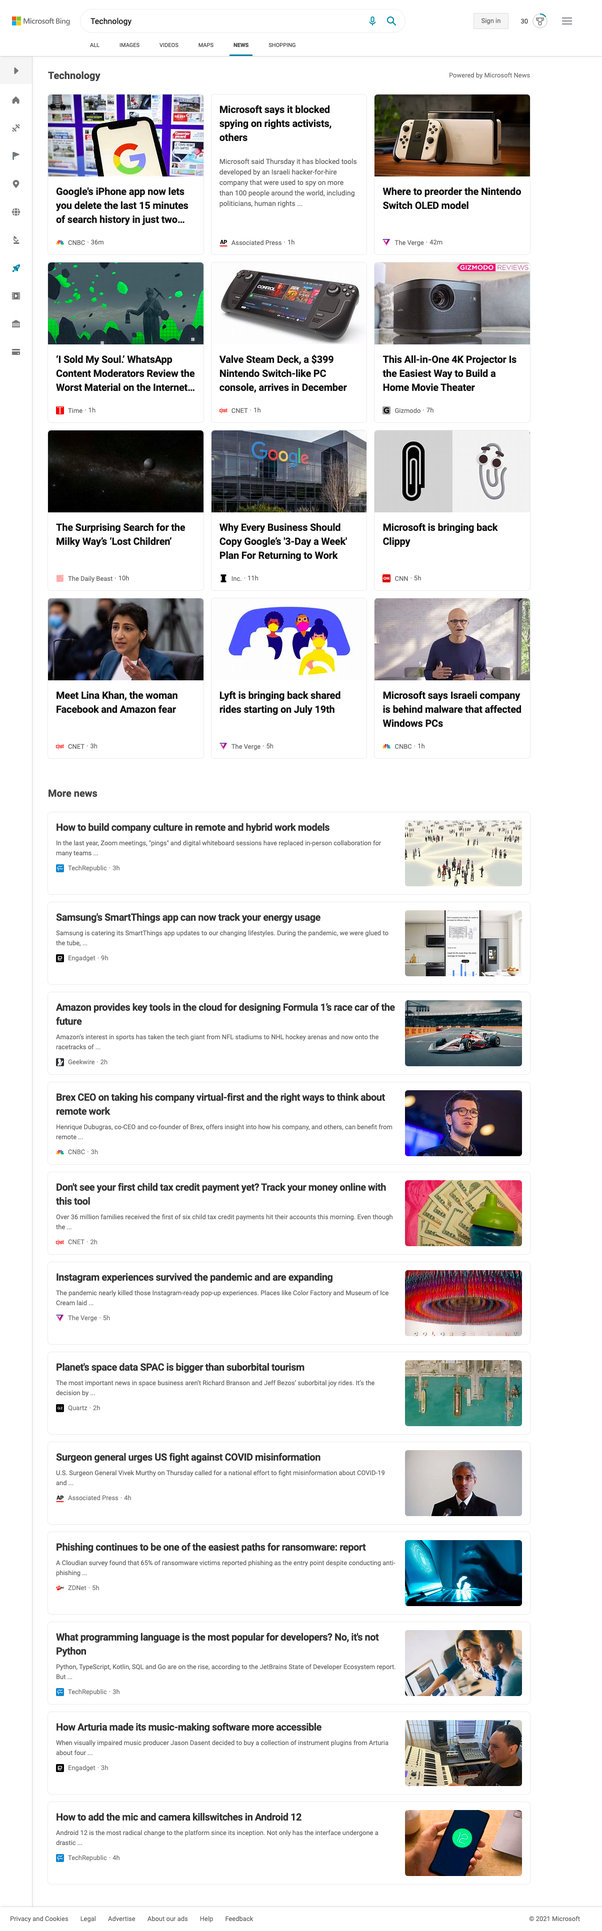 Microsoft Bing
Technology
Sign in
30
ALL
IMAGES
VIDEOS
MAPS
NEWS
SHOPPING
Technology
Powered by Microsoft News
Google's iPhone app now lets
you delete the last 15 minutes
of search history in just two...
CNBC · 36m
Microsoft says it blocked
spying on rights activists,
others
Microsoft said Thursday it has blocked tools
developed by an Israeli hacker-for-hire
company that were used to spy on more
than 100 people around the world, including
politicians, human rights ...
AP Associated Press · 1h
Where to preorder the Nintendo
Switch OLED model
The Verge · 42m
'I Sold My Soul.' WhatsApp
Content Moderators Review the
Worst Material on the Internet...
Time · 1h
Valve Steam Deck, a $399
Nintendo Switch-like PC
console, arrives in December
CNET · 1h
GIZMODO REVIEWS
This All-in-One 4K Projector Is
the Easiest Way to Build a
Home Movie Theater
Gizmodo · 7h
The Surprising Search for the
Milky Way's 'Lost Children'
The Daily Beast · 10h
Google
Why Every Business Should
Copy Google's '3-Day a Week'
Plan For Returning to Work
Inc. · 11h
Microsoft is bringing back
Clippy
CNN · 5h
Meet Lina Khan, the woman
Facebook and Amazon fear
CNET · 3h
Lyft is bringing back shared
rides starting on July 19th
The Verge · 5h
Microsoft says Israeli company
is behind malware that affected
Windows PCs
CNBC · 1h
More news
How to build company culture in remote and hybrid work models
In the last year, Zoom meetings, "pings" and digital whiteboard sessions have replaced in-person collaboration for
many teams ...
TechRepublic · 3h
Samsung's SmartThings app can now track your energy usage
Samsung is catering its SmartThings app updates to our changing lifestyles. During the pandemic, we were glued to
the tube, ...
Engadget · 9h
Amazon provides key tools in the cloud for designing Formula 1's race car of the
future
Amazon's interest in sports has taken the tech giant from NFL stadiums to NHL hockey arenas and now onto the
racetracks of ...
Geekwire · 2h
Brex CEO on taking his company virtual-first and the right ways to think about
remote work
Henrique Dubugras, co-CEO and co-founder of Brex, offers insight into how his company, and others, can benefit from
remote ...
CNBC · 3h
Don't see your first child tax credit payment yet? Track your money online with
this tool
Over 36 million families received the first of six child tax credit payments hit their accounts this morning. Even though
the ...
CNET · 2h
Instagram experiences survived the pandemic and are expanding
The pandemic nearly killed those Instagram-ready pop-up experiences. Places like Color Factory and Museum of Ice
Cream laid ...
The Verge · 5h
Planet's space data SPAC is bigger than suborbital tourism
The most important news in space business aren't Richard Branson and Jeff Bezos' suborbital joy rides. It's the
decision by ...
Quartz · 2h
Surgeon general urges US fight against COVID misinformation
U.S. Surgeon General Vivek Murthy on Thursday called for a national effort to fight misinformation about COVID-19
and ...
AP Associated Press · 4h
Phishing continues to be one of the easiest paths for ransomware: report
A Cloudian survey found that 65% of ransomware victims reported phishing as the entry point despite conducting anti-
phishing ...
ZDNet · 5h
What programming language is the most popular for developers? No, it's not
Python
Python, TypeScript, Kotlin, SQL and Go are on the rise, according to the JetBrains State of Developer Ecosystem report.
But ...
TechRepublic · 3h
How Arturia made its music-making software more accessible
When visually impaired music producer Jason Dasent decided to buy a collection of instrument plugins from Arturia
about four ...
Engadget · 3h
How to add the mic and camera killswitches in Android 12
Android 12 is the most radical change to the platform since its inception. Not only has the interface undergone a
drastic ...
TechRepublic · 4h
Privacy and Cookies
Legal
Advertise
About our ads
Help
Feedback
© 2021 Microsoft